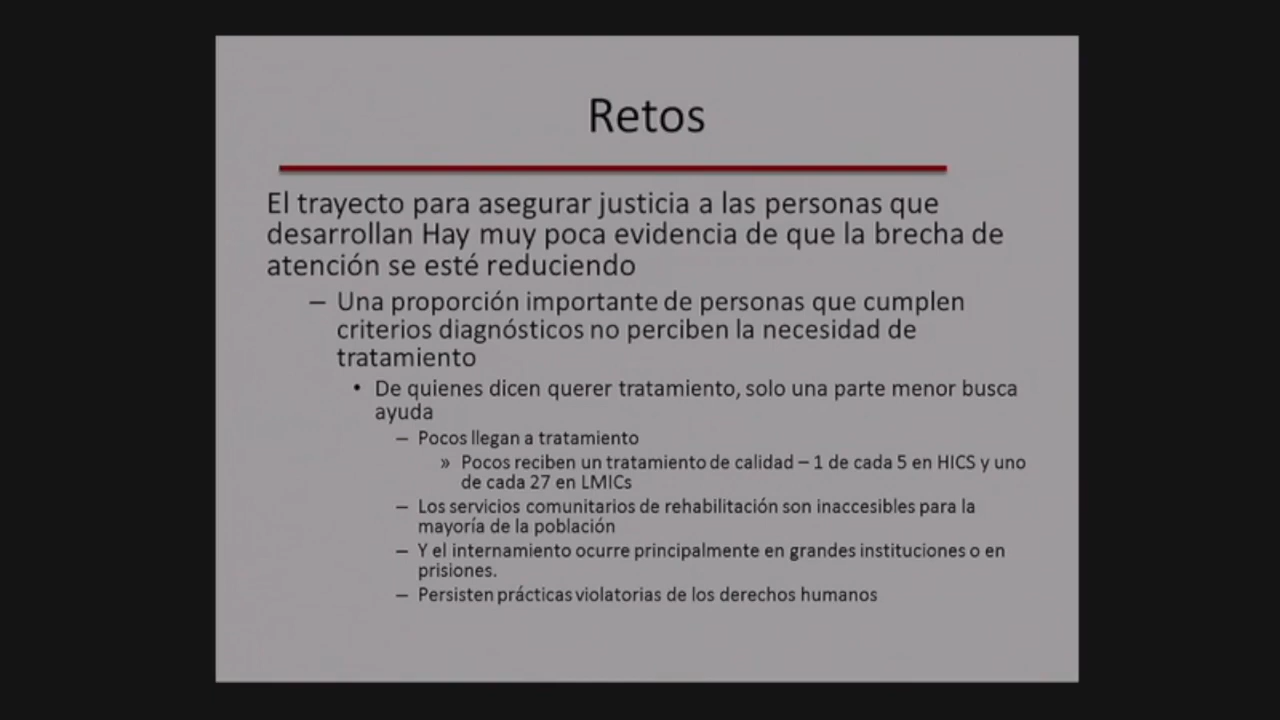 Retos
El trayecto para asegurar justicia a las personas que
desarrollan Hay muy poca evidencia de que la brecha de
atención se esté reduciendo
– Una proporción importante de personas que cumplen
criterios diagnósticos no perciben la necesidad de
tratamiento
• De quienes dicen querer tratamiento, solo una parte menor busca
ayuda
– Pocos llegan a tratamiento
» Pocos reciben un tratamiento de calidad – 1 de cada 5 en HICS y uno
de cada 27 en LMICs
– Los servicios comunitarios de rehabilitación son inaccesibles para la
mayoría de la población
– Y el internamiento ocurre principalmente en grandes instituciones o en
prisiones.
– Persisten prácticas violatorias de los derechos humanos